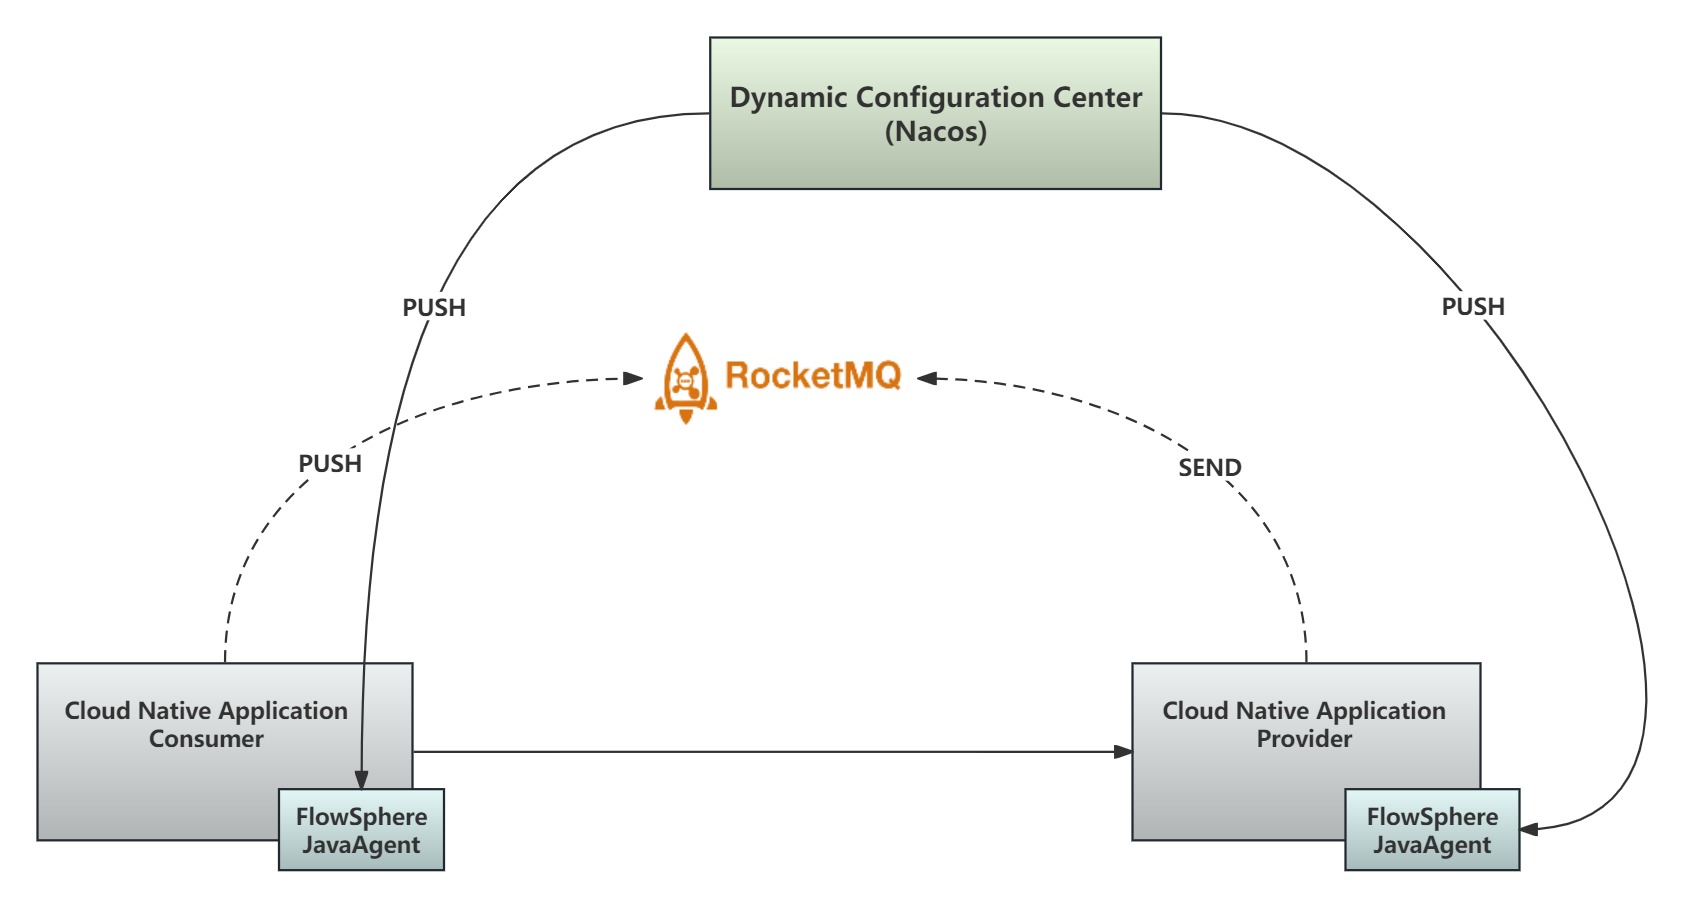 Dynamic Configuration Center
(Nacos)
PUSH
PUSH
RocketMQ
PUSH
SEND
Cloud Native Application
Consumer
Cloud Native Application
Provider
FlowSphere
JavaAgent
FlowSphere
JavaAgent